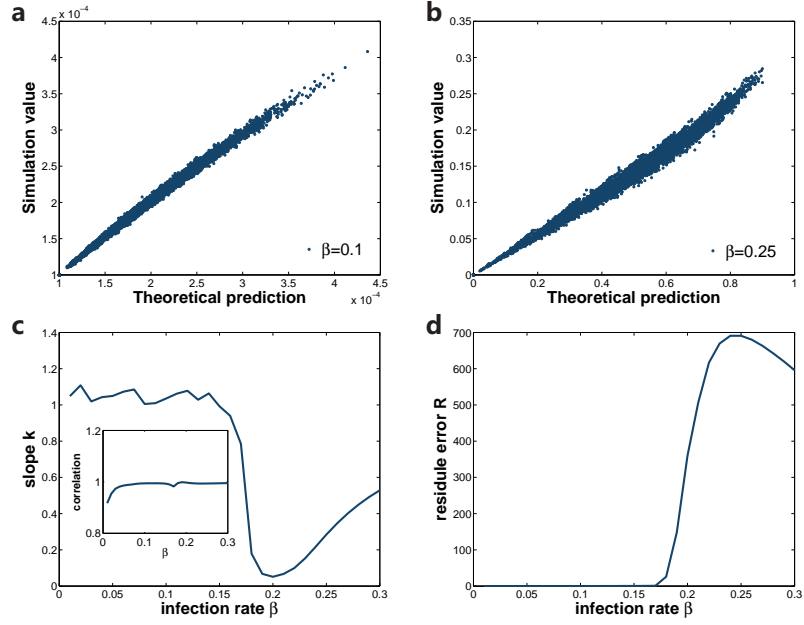 a
x 10⁻⁴
4.5
4
3.5
3
2.5
2
1.5
1
1 1.5 2 2.5 3 3.5 4 4.5
x 10⁻⁴
Simulation value
Theoretical prediction
β=0.1
b
0.35
0.3
0.25
0.2
0.15
0.1
0.05
0
0 0.2 0.4 0.6 0.8 1
Simulation value
Theoretical prediction
β=0.25
c
1.4
1.2
1
0.8
0.6
0.4
0.2
0
0 0.05 0.1 0.15 0.2 0.25 0.3
slope k
infection rate β
1.2
1
0.8
0 0.1 0.2 0.3
correlation
β
d
700
600
500
400
300
200
100
0
0 0.05 0.1 0.15 0.2 0.25 0.3
residule error R
infection rate β